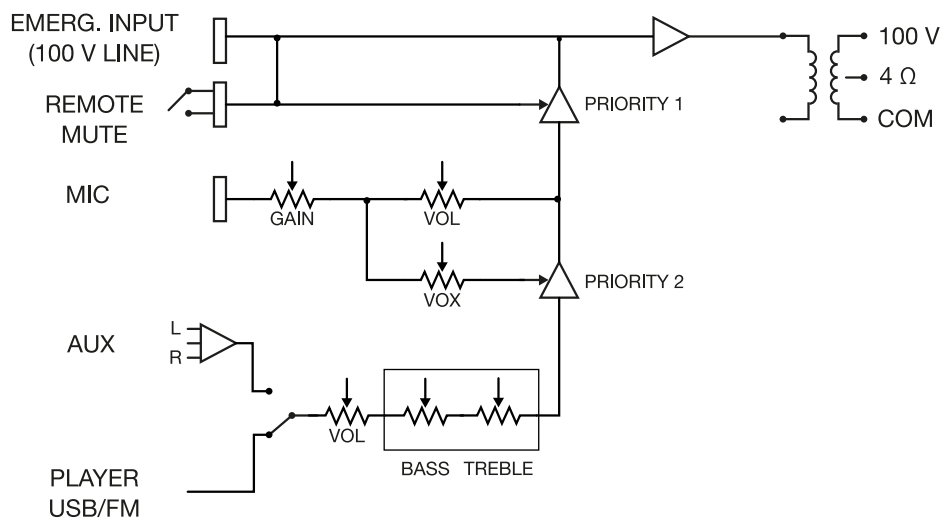 EMERG. INPUT
(100 V LINE)
100 V
4 Ω
COM
REMOTE
MUTE
PRIORITY 1
MIC
GAIN
VOL
VOX
PRIORITY 2
AUX
L
R
VOL
BASS TREBLE
PLAYER
USB/FM